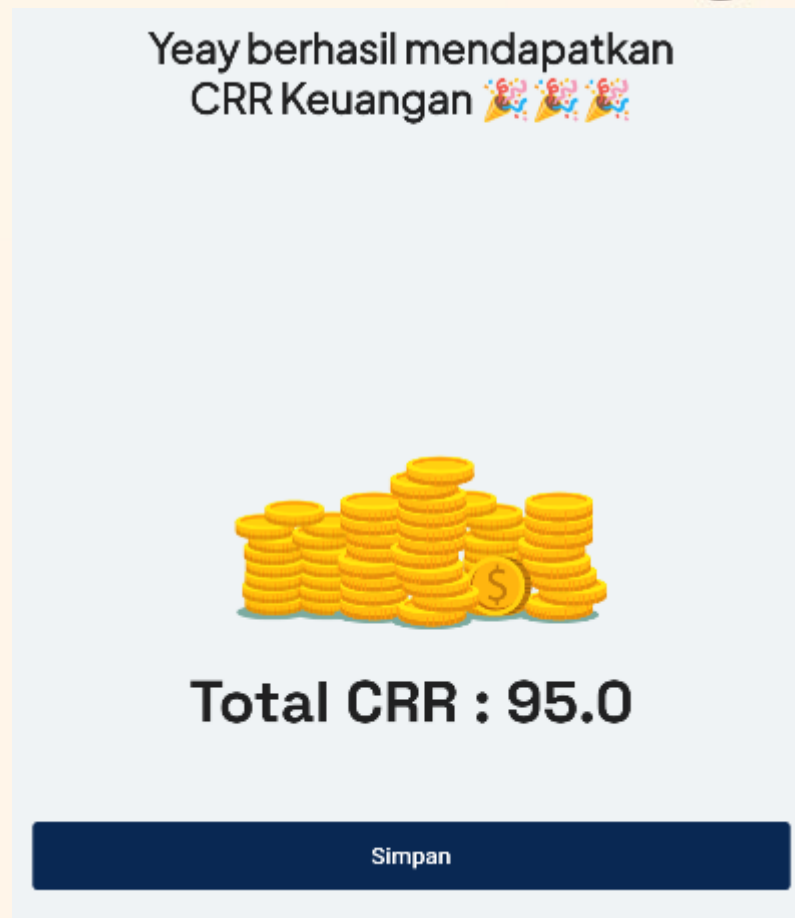 Yeay berhasil mendapatkan
CRR Keuangan 🎉🎉🎉
$
Total CRR : 95.0
Simpan